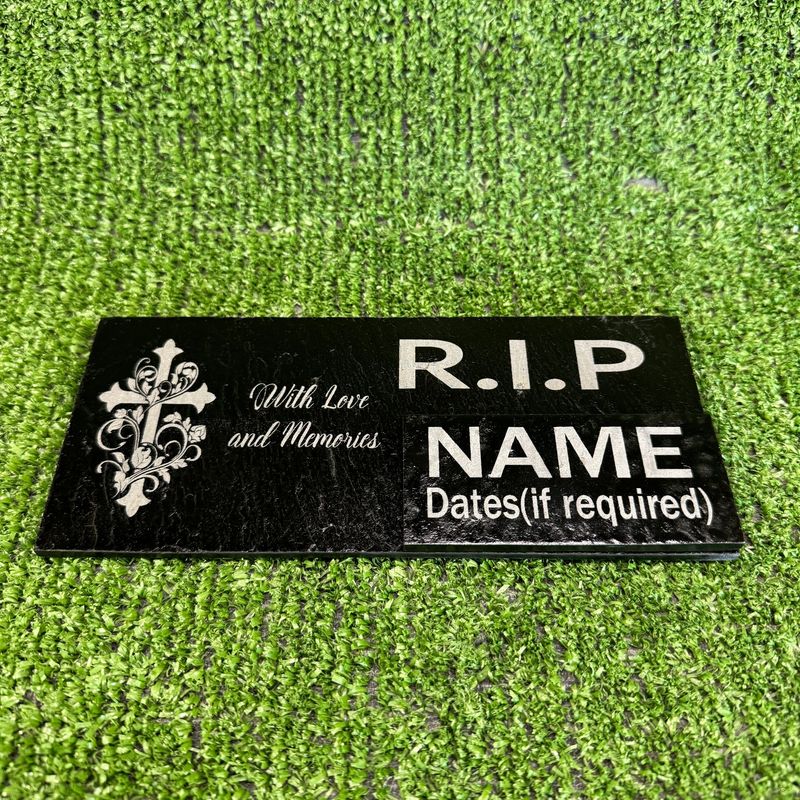 With Love
and Memories
R.I.P
NAME
Dates(if required)